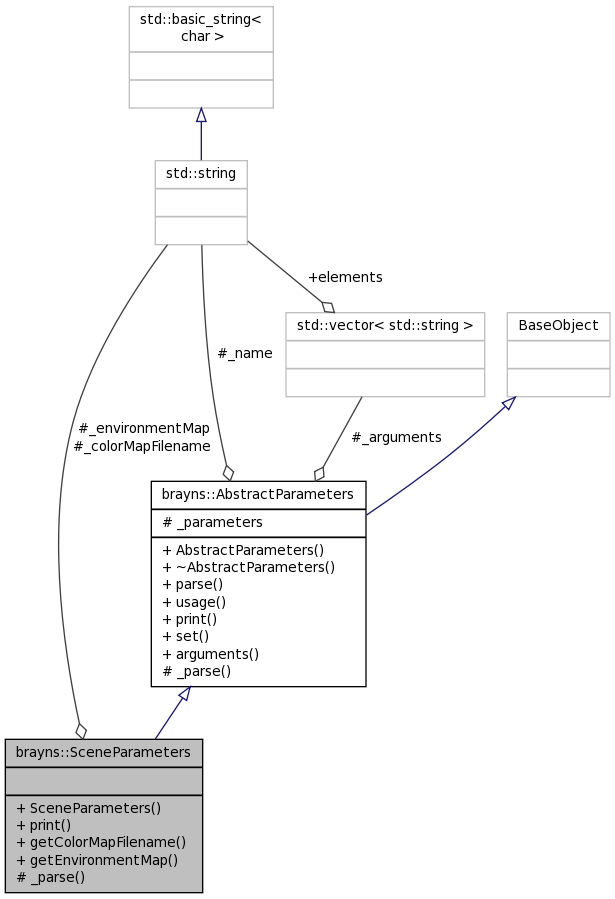 std::basic_string<
char >
std::string
+elements
std::vector< std::string >
BaseObject
#_name
#_environmentMap
#_colorMapFilename
#_arguments
brayns::AbstractParameters
# _parameters
+ AbstractParameters()
+ ~AbstractParameters()
+ parse()
+ usage()
+ print()
+ set()
+ arguments()
# _parse()
brayns::SceneParameters
+ SceneParameters()
+ print()
+ getColorMapFilename()
+ getEnvironmentMap()
# _parse()